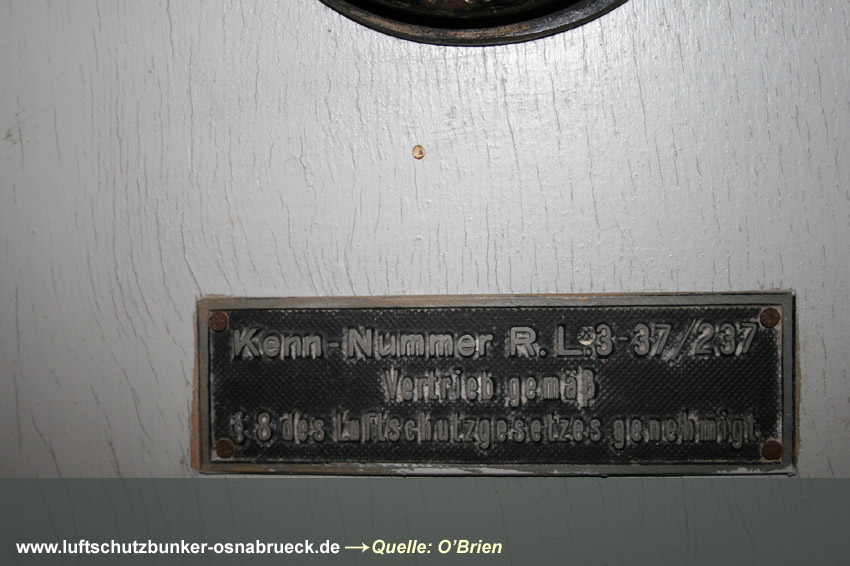 Kenn-Nummer R.L.3-37/237
Vertrieb gemäß
§ 8 des Luftschutzgesetzes genehmigt.
www.luftschutzbunker-osnabrueck.de → Quelle: O'Brien